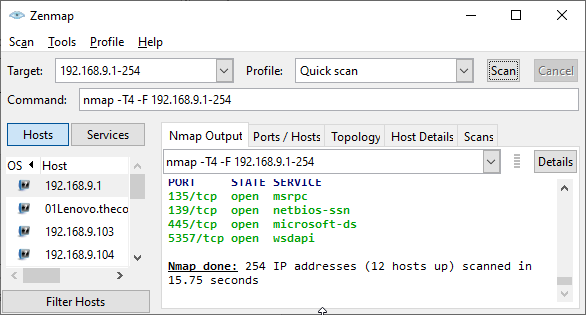 Zenmap
Scan Tools Profile Help
Target: 192.168.9.1-254 Profile: Quick scan Scan Cancel
Command: nmap -T4 -F 192.168.9.1-254
Hosts Services
OS Host
192.168.9.1
01Lenovo.theco
192.168.9.103
192.168.9.104
Filter Hosts
Nmap Output Ports / Hosts Topology Host Details Scans
nmap -T4 -F 192.168.9.1-254 Details
PORT STATE SERVICE
135/tcp open msrpc
139/tcp open netbios-ssn
445/tcp open microsoft-ds
5357/tcp open wsdapi
Nmap done: 254 IP addresses (12 hosts up) scanned in
15.75 seconds